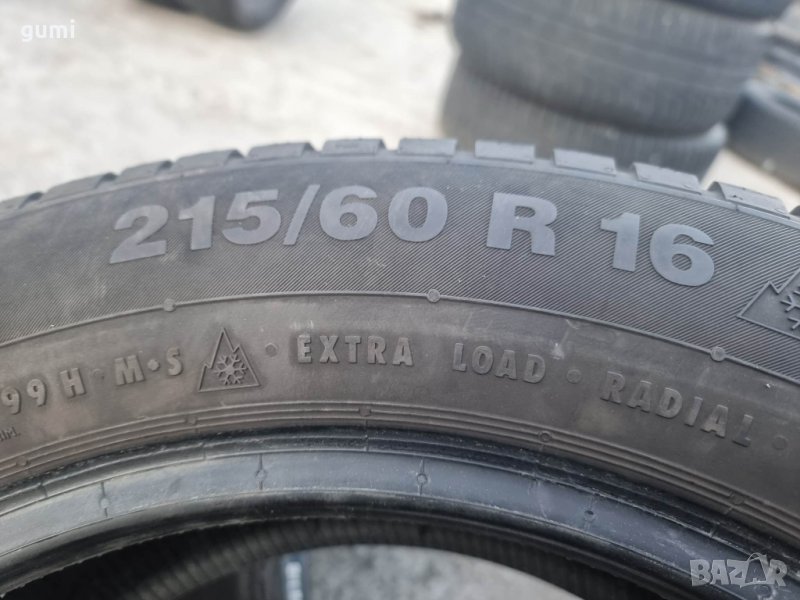 gumi
215/60 R 16
99 H · M·S · EXTRA LOAD · RADIAL ·
BAZAR